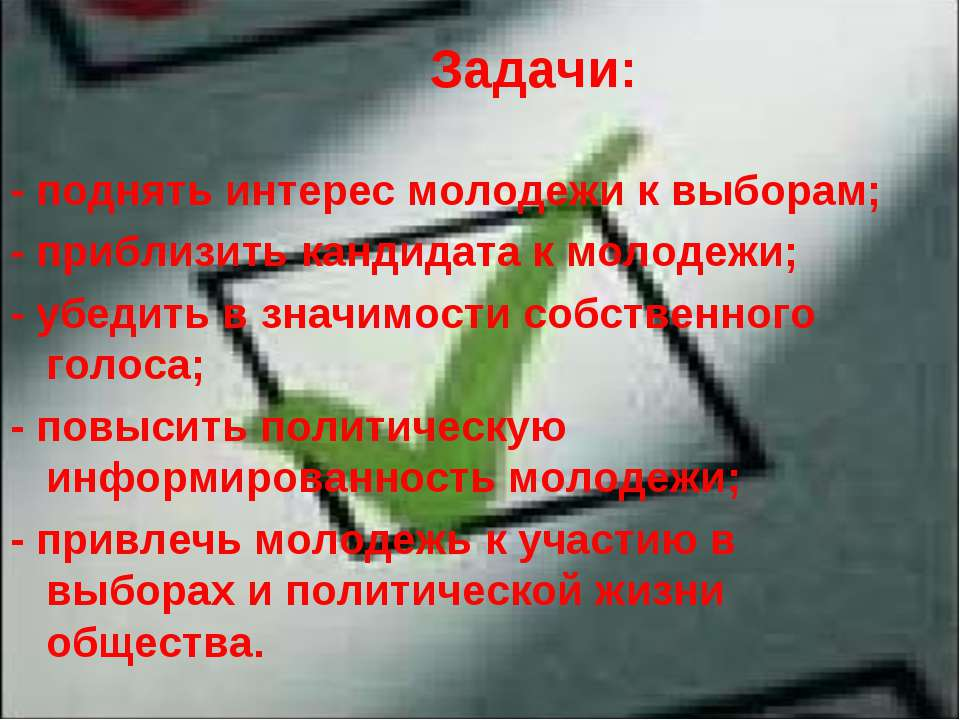 Задачи:
- поднять интерес молодежи к выборам;
- приблизить кандидата к молодежи;
- убедить в значимости собственного
голоса;
- повысить политическую
информированность молодежи;
- привлечь молодежь к участию в
выборах и политической жизни
общества.